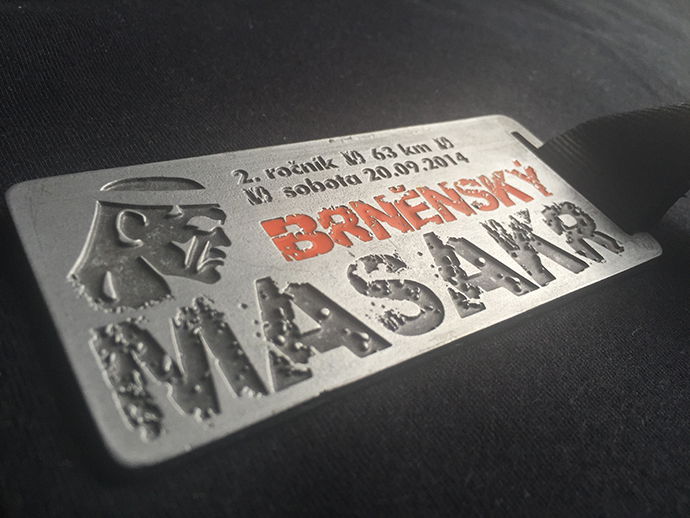 2. ročník 63 km
sobota 20.09.2014
BRNĚNSKÝ
MASAKR